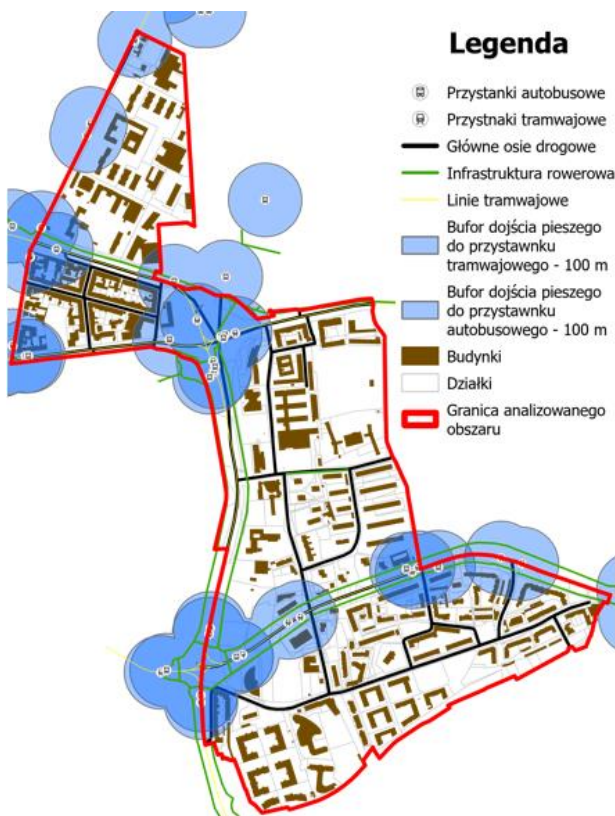 Legenda
Przystanki autobusowe
Przystnaki tramwajowe
Główne osie drogowe
Infrastruktura rowerowa
Linie tramwajowe
Bufor dojścia pieszego
do przystawnku
tramwajowego - 100 m
Bufor dojścia pieszego
do przystawnku
autobusowego - 100 m
Budynki
Działki
Granica analizowanego
obszaru